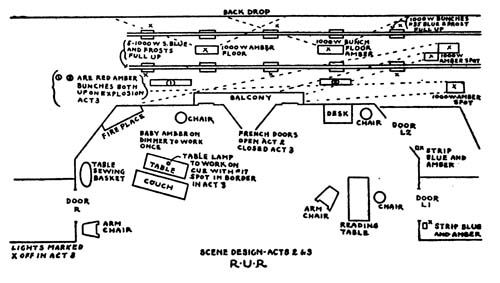 BACK DROP
1000 W BUNCHES
#35 BLUE & FROST
FULL UP
5-1000 W S. BLUE
AND FROSTS
FULL UP
1000 W AMBER
FLOOR
1000 W BUNCH
FLOOR
AMBER
1000 W
AMBER SPOT
① ② ARE RED AMBER
BUNCHES BOTH
UP ON EXPLOSION
ACT 3
1000 W AMBER
SPOT
BALCONY
FIRE PLACE
CHAIR
DESK
CHAIR
DOOR
L2
BABY AMBER ON
DIMMER TO WORK
ONCE
FRENCH DOORS
OPEN ACT 2
CLOSED ACT 3
STRIP
BLUE AND
AMBER
TABLE
SEWING
BASKET
TABLE
COUCH
TABLE LAMP
TO WORK ON
CUE WITH #17
SPOT IN BORDER
IN ACT 3
DOOR
R
ARM
CHAIR
ARM
CHAIR
READING
TABLE
CHAIR
DOOR
L1
STRIP BLUE
AND AMBER
LIGHTS MARKED
X OFF IN ACT 3
SCENE DESIGN-ACTS 2 & 3
R·U·R